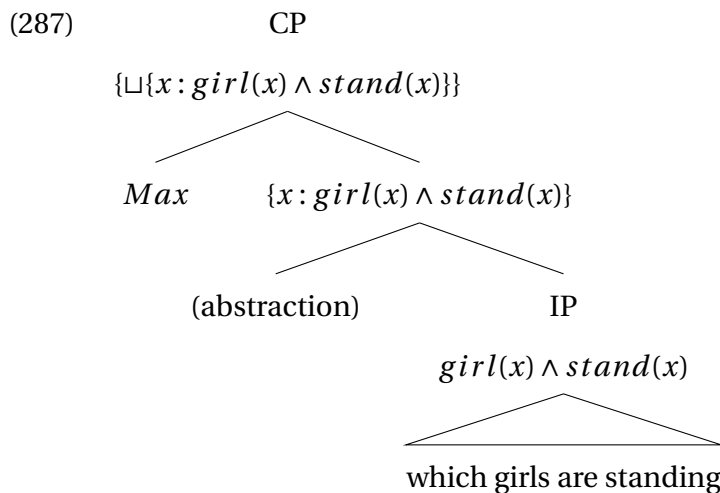 (287) CP
{⊔{x : girl(x) ∧ stand(x)}}
Max {x : girl(x) ∧ stand(x)}
(abstraction) IP
girl(x) ∧ stand(x)
which girls are standing